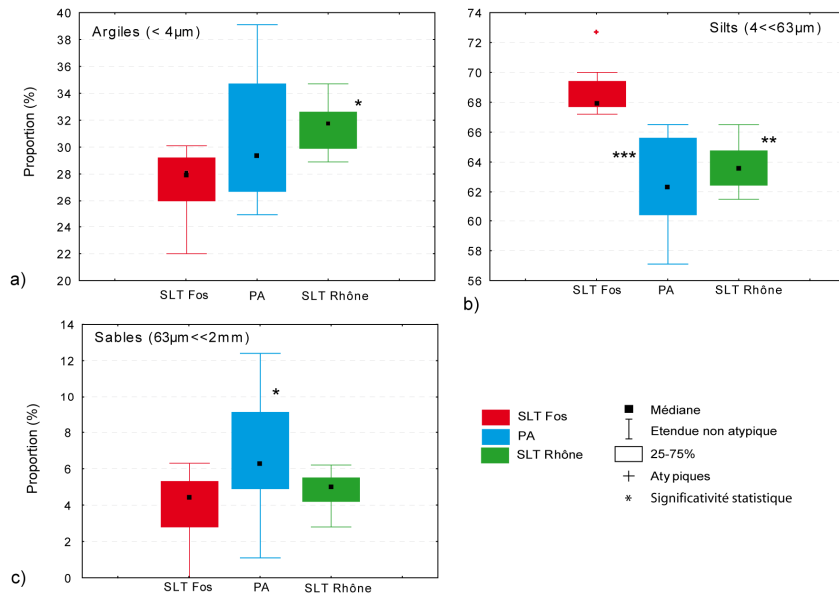 Argiles (< 4µm)
Proportion (%)
40
38
36
34
32
30
28
26
24
22
20
*
SLT Fos
PA
SLT Rhône
a)
Silts (4<<63µm)
74
72
70
68
66
64
62
60
58
56
***
**
SLT Fos
PA
SLT Rhône
b)
Sables (63µm<<2mm)
Proportion (%)
14
12
10
8
6
4
2
0
*
SLT Fos
PA
SLT Rhône
c)
SLT Fos
PA
SLT Rhône
Médiane
Etendue non atypique
25-75%
Aty piques
* Significativité statistique